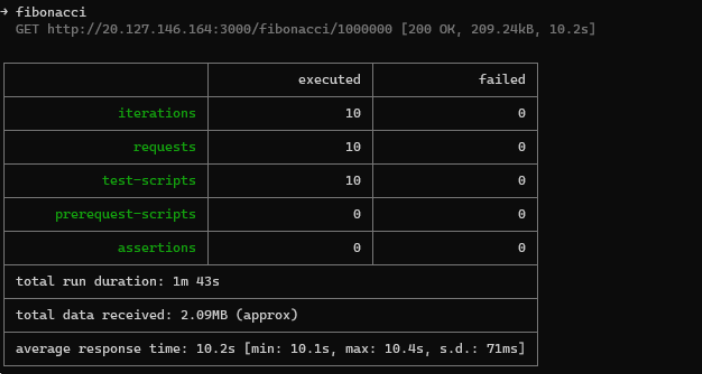 → fibonacci
GET http://20.127.146.164:3000/fibonacci/1000000 [200 OK, 209.24kB, 10.2s]
executed failed
iterations 10 0
requests 10 0
test-scripts 10 0
prerequest-scripts 0 0
assertions 0 0
total run duration: 1m 43s
total data received: 2.09MB (approx)
average response time: 10.2s [min: 10.1s, max: 10.4s, s.d.: 71ms]